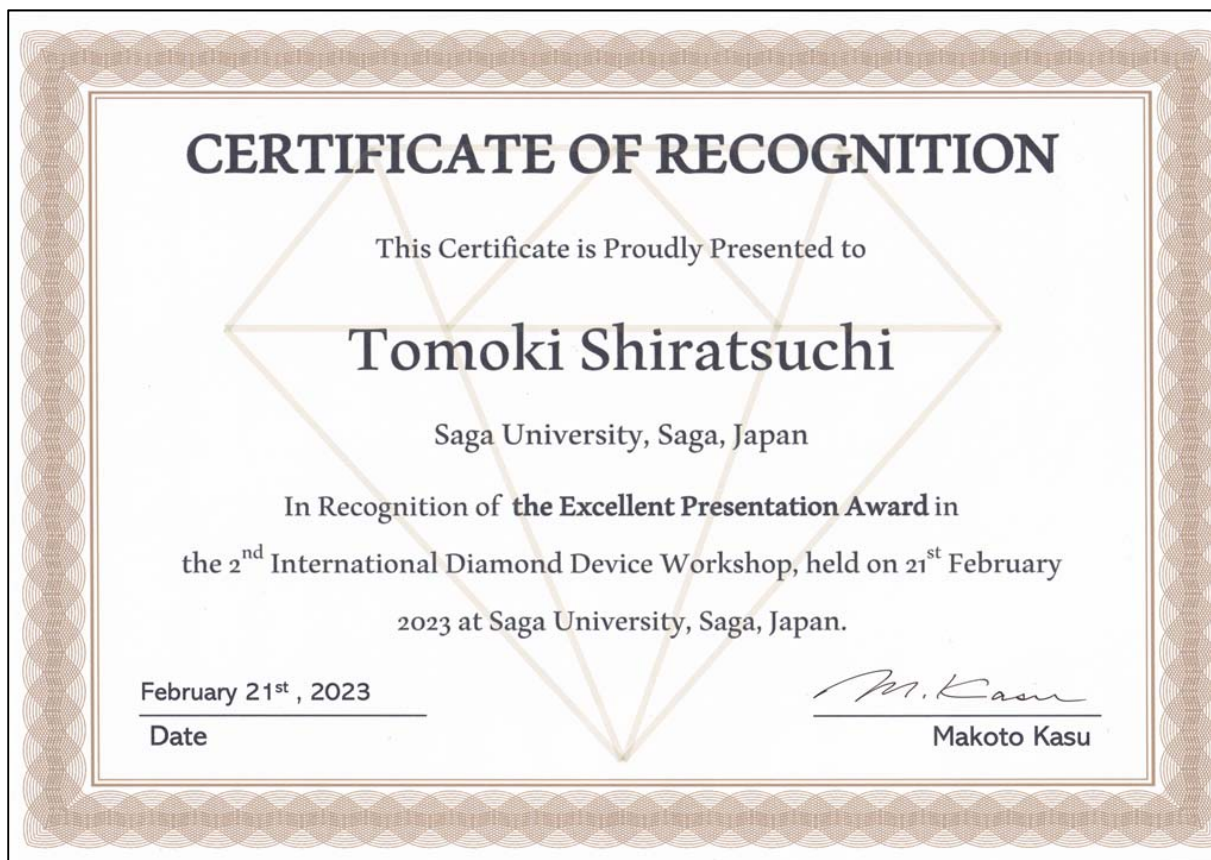 CERTIFICATE OF RECOGNITION
This Certificate is Proudly Presented to
Tomoki Shiratsuchi
Saga University, Saga, Japan
In Recognition of the Excellent Presentation Award in
the 2nd International Diamond Device Workshop, held on 21st February
2023 at Saga University, Saga, Japan.
February 21st , 2023
Date
M. Kasu
Makoto Kasu